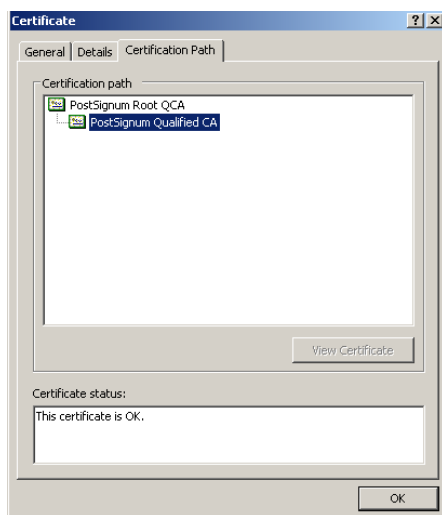 Certificate
General Details Certification Path
Certification path
PostSignum Root QCA
PostSignum Qualified CA
View Certificate
Certificate status:
This certificate is OK.
OK